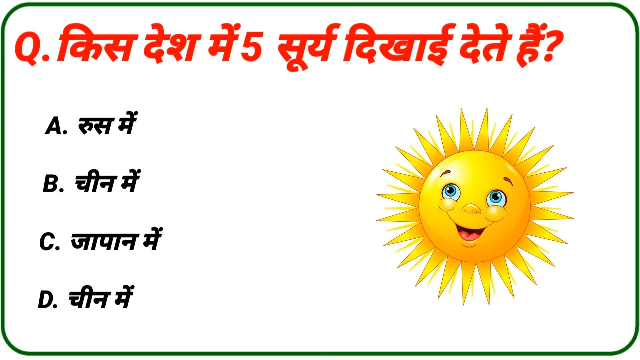 Q.किस देश में 5 सूर्य दिखाई देते हैं?
A. रुस में
B. चीन में
C. जापान में
D. चीन में